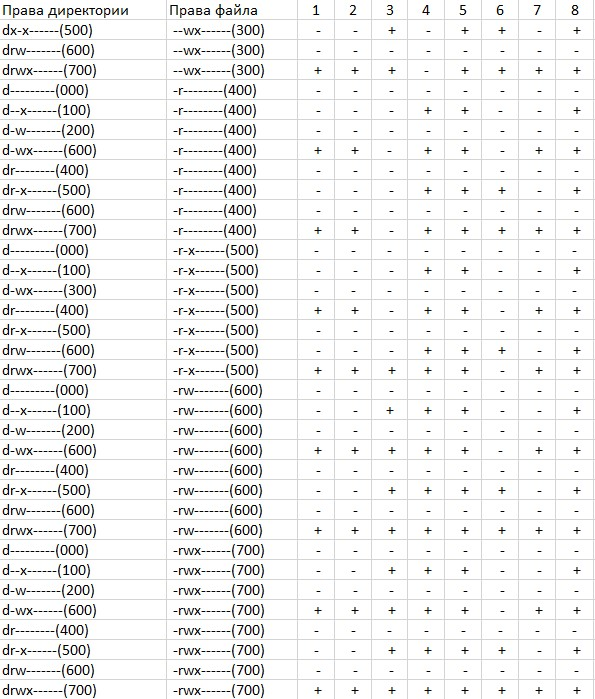 Права директории Права файла 1 2 3 4 5 6 7 8
dx-x------(500) --wx------(300) - - + - + + - +
drw-------(600) --wx------(300) - - - - - - - -
drwx------(700) --wx------(300) + + + - + + + +
d---------(000) -r--------(400) - - - - - - - -
d--x------(100) -r--------(400) - - - + + - - +
d-w-------(200) -r--------(400) - - - - - - - -
d-wx------(600) -r--------(400) + + - + + - + +
dr--------(400) -r--------(400) - - - - - - - -
dr-x------(500) -r--------(400) - - - + + + - +
drw-------(600) -r--------(400) - - - - - - - -
drwx------(700) -r--------(400) + + - + + + + +
d---------(000) -r-x------(500) - - - - - - - -
d--x------(100) -r-x------(500) - - - + + - - +
d-wx------(300) -r-x------(500) - - - - - - - -
dr--------(400) -r-x------(500) + + - + + - + +
dr-x------(500) -r-x------(500) - - - - - - - -
drw-------(600) -r-x------(500) - - - + + + - +
drwx------(700) -r-x------(500) + + + + + - + +
d---------(000) -rw-------(600) - - - - - - - -
d--x------(100) -rw-------(600) - - + + + - - +
d-w-------(200) -rw-------(600) - - - - - - - -
d-wx------(600) -rw-------(600) + + + + + - + +
dr--------(400) -rw-------(600) - - - - - - - -
dr-x------(500) -rw-------(600) - - + + + + - +
drw-------(600) -rw-------(600) - - - - - - - -
drwx------(700) -rw-------(600) + + + + + + + +
d---------(000) -rwx------(700) - - - - - - - -
d--x------(100) -rwx------(700) - - + + + - - +
d-w-------(200) -rwx------(700) - - - - - - - -
d-wx------(600) -rwx------(700) + + + + + - + +
dr--------(400) -rwx------(700) - - - - - - - -
dr-x------(500) -rwx------(700) - - + + + + - +
drw-------(600) -rwx------(700) - - - - - - - -
drwx------(700) -rwx------(700) + + + + + + + +